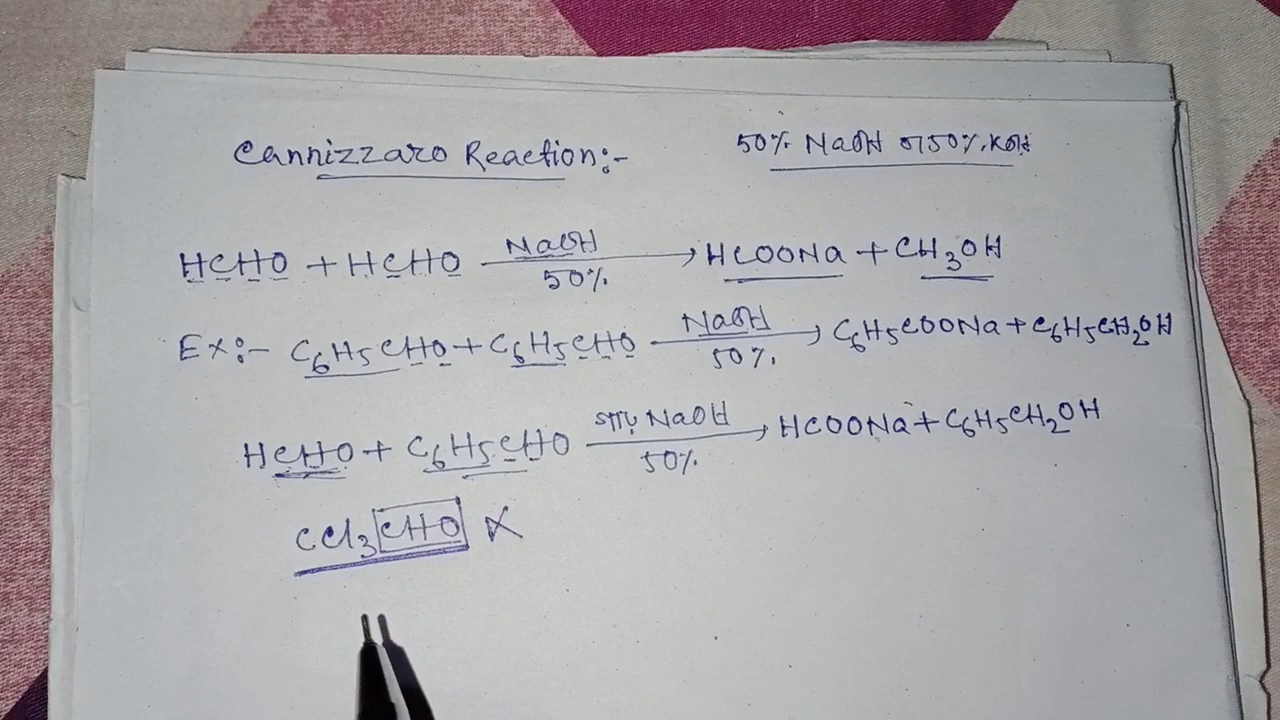 Cannizzaro Reaction:- 50% NaOH या 50% KOH
HCHO + HCHO NaOH 50% → HCOONa + CH₃OH
Ex:- C₆H₅CHO + C₆H₅CHO NaOH 50% → C₆H₅COONa + C₆H₅CH₂OH
HCHO + C₆H₅CHO सान्द्र NaOH 50% → HCOONa + C₆H₅CH₂OH
CCl₃CHO X